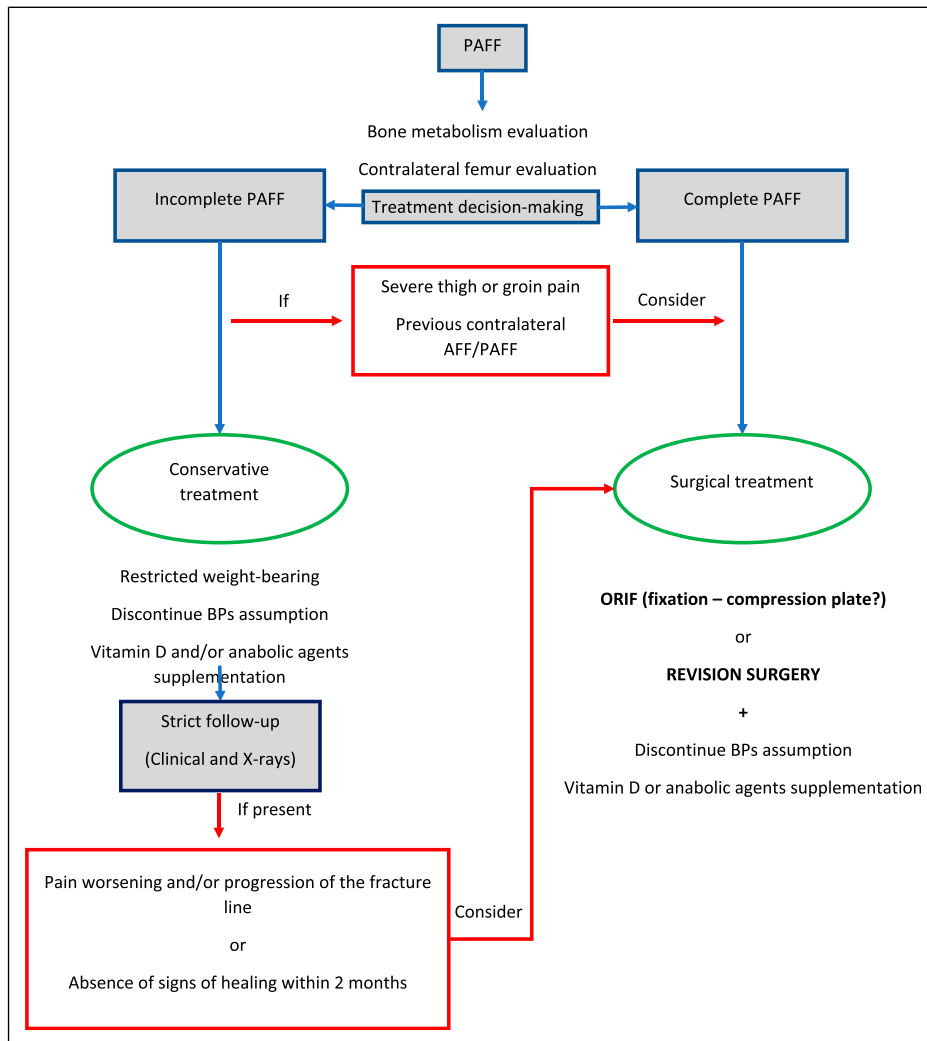 PAFF
Bone metabolism evaluation
Contralateral femur evaluation
Incomplete PAFF
Treatment decision-making
Complete PAFF
If
Severe thigh or groin pain
Previous contralateral
AFF/PAFF
Consider
Conservative
treatment
Surgical treatment
Restricted weight-bearing
Discontinue BPs assumption
Vitamin D and/or anabolic agents
supplementation
Strict follow-up
(Clinical and X-rays)
If present
Pain worsening and/or progression of the fracture
line
or
Absence of signs of healing within 2 months
Consider
ORIF (fixation – compression plate?)
or
REVISION SURGERY
+
Discontinue BPs assumption
Vitamin D or anabolic agents supplementation